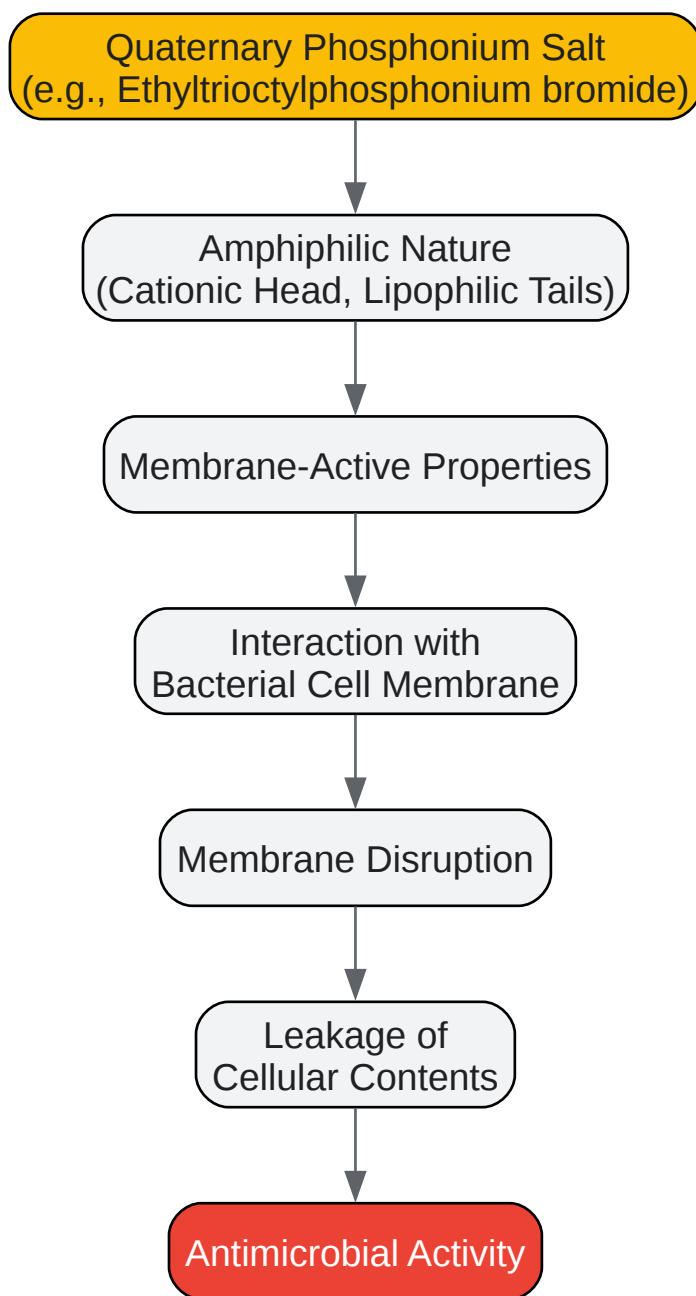 Quaternary Phosphonium Salt
(e.g., Ethyltrioctylphosphonium bromide)
Amphiphilic Nature
(Cationic Head, Lipophilic Tails)
Membrane-Active Properties
Interaction with
Bacterial Cell Membrane
Membrane Disruption
Leakage of
Cellular Contents
Antimicrobial Activity